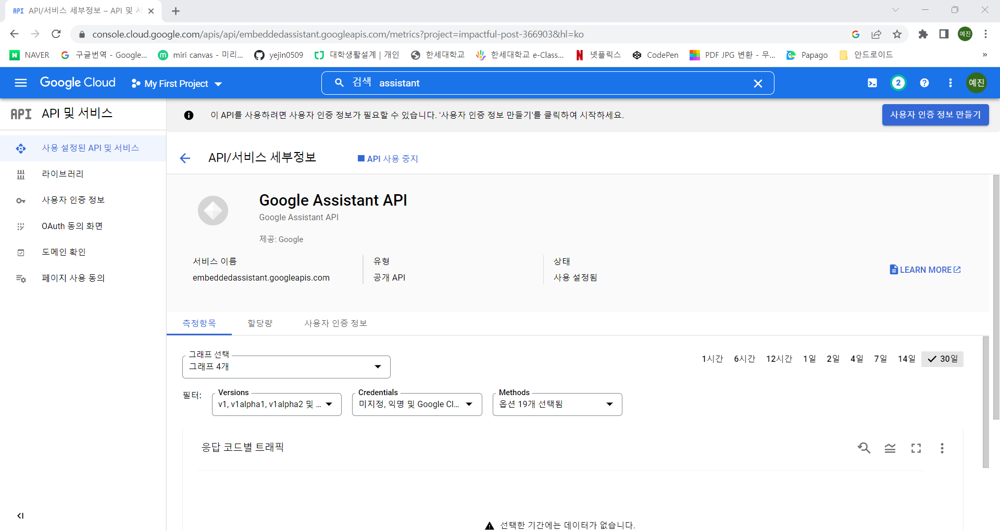 API API/서비스 세부정보 – API 및 서
console.cloud.google.com/apis/api/embeddedassistant.googleapis.com/metrics?project=impactful-post-366903&hl=ko
예진
N NAVER
구글번역 - Google...
m miri canvas - 미리...
yejin0509
대학생활설계 | 개인
한세대학교
한세대학교 e-Class...
넷플릭스
CodePen
PDF JPG 변환 - 무...
Papago
안드로이드
»
Google Cloud
My First Project
검색 assistant
2
예진
API API 및 서비스
이 API를 사용하려면 사용자 인증 정보가 필요할 수 있습니다. '사용자 인증 정보 만들기'를 클릭하여 시작하세요.
사용자 인증 정보 만들기
사용 설정된 API 및 서비스
라이브러리
사용자 인증 정보
OAuth 동의 화면
도메인 확인
페이지 사용 동의
API/서비스 세부정보
API 사용 중지
Google Assistant API
Google Assistant API
제공: Google
서비스 이름
embeddedassistant.googleapis.com
유형
공개 API
상태
사용 설정됨
LEARN MORE
측정항목
할당량
사용자 인증 정보
그래프 선택
그래프 4개
1시간 6시간 12시간 1일 2일 4일 7일 14일 30일
필터:
Versions
v1, v1alpha1, v1alpha2 및 ...
Credentials
미지정, 익명 및 Google Cl...
Methods
옵션 19개 선택됨
응답 코드별 트래픽
선택한 기간에는 데이터가 없습니다.